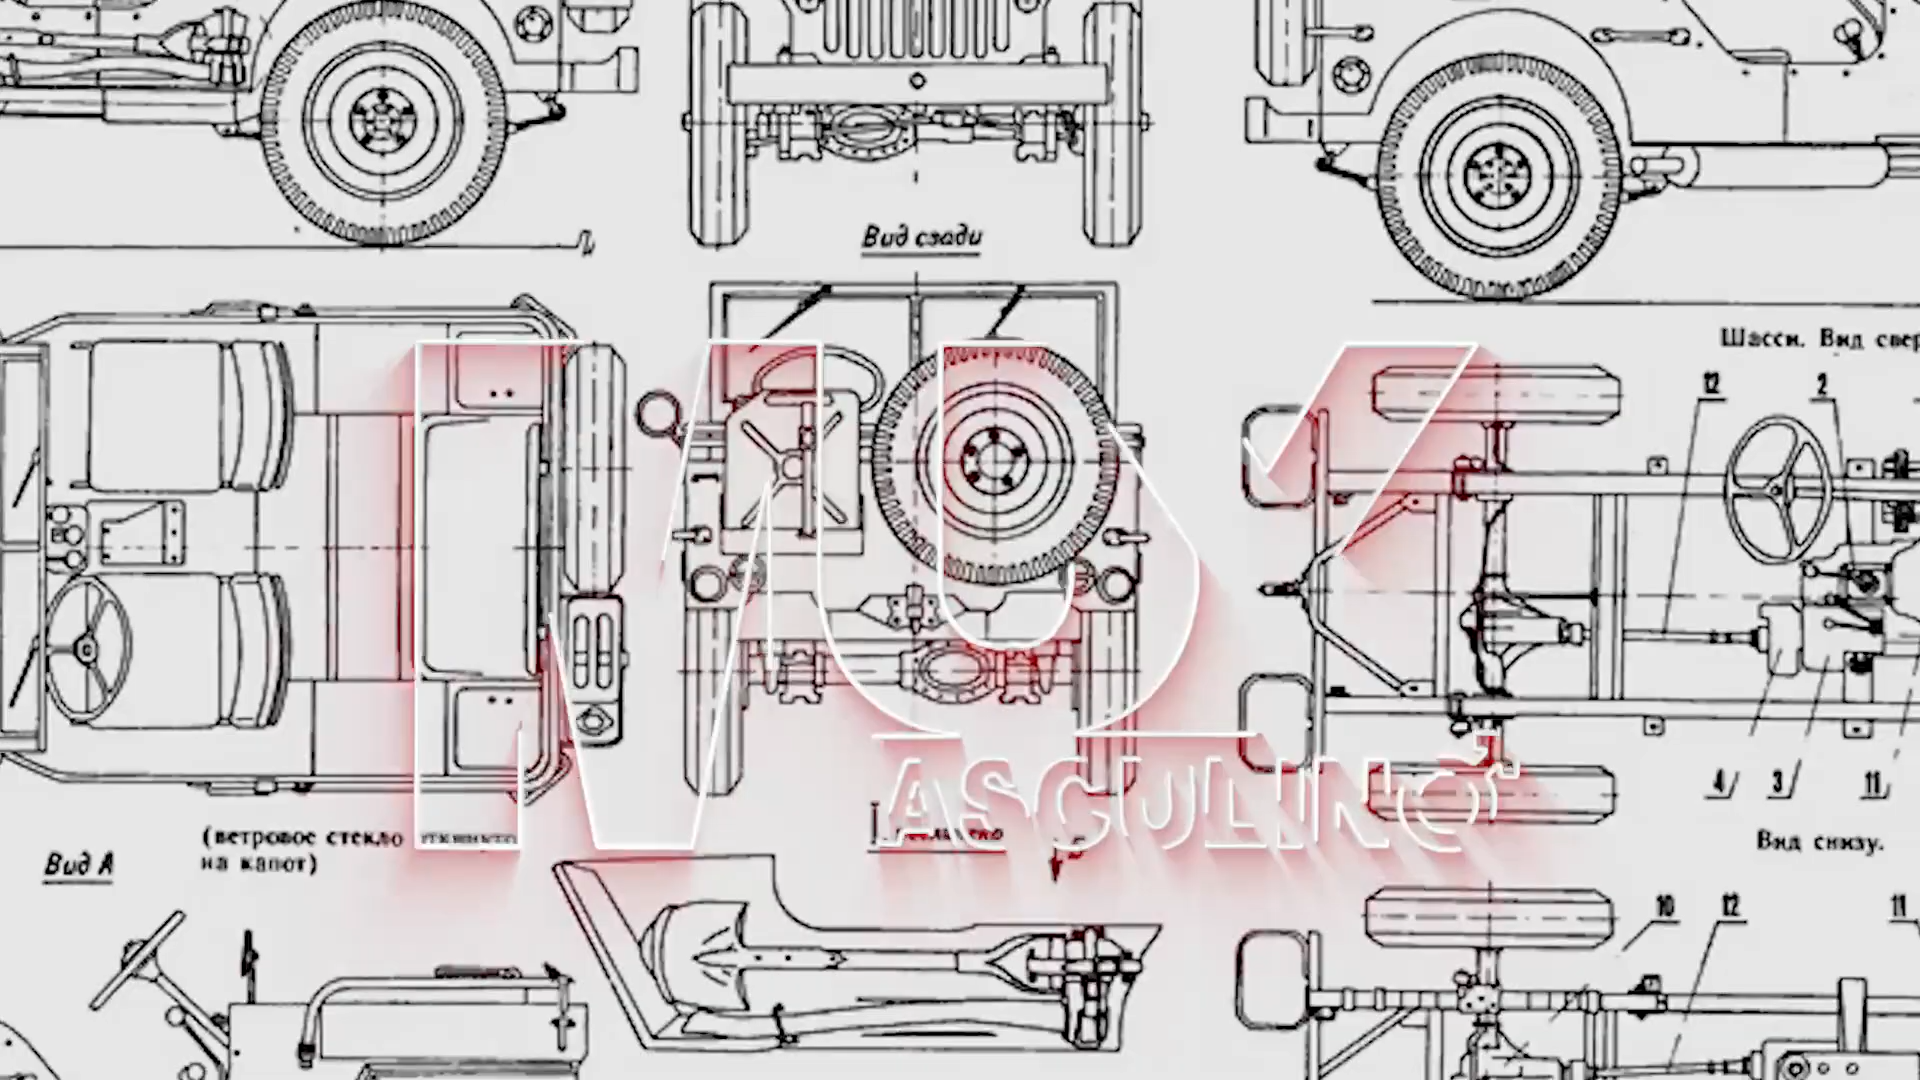 Вид сзади
Шасси. Вид свер
12 2
4 3 11
Вид снизу.
(ветровое стекло
на капот)
Вид А
MUY
ASCULINO
10 12 11